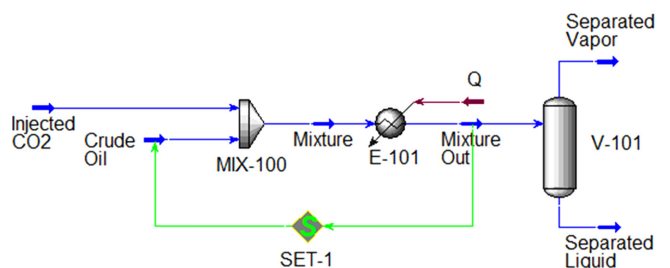 Separated
Vapor
Q
Injected
CO2
Crude
Oil
MIX-100
Mixture
E-101
Mixture
Out
V-101
S
SET-1
Separated
Liquid